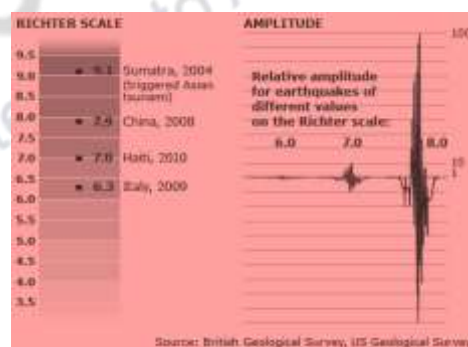 RICHTER SCALE
9.5
9.0
8.5
8.0
7.5
7.0
6.5
6.0
5.5
5.0
4.5
4.0
3.5
9.1 Sumatra, 2004
(triggered Asian
tsunami)
7.9 China, 2008
7.0 Haiti, 2010
6.3 Italy, 2009
AMPLITUDE
Relative amplitude
for earthquakes of
different values
on the Richter scale:
6.0 7.0 8.0
100
10
1
Source: British Geological Survey, US Geological Survey